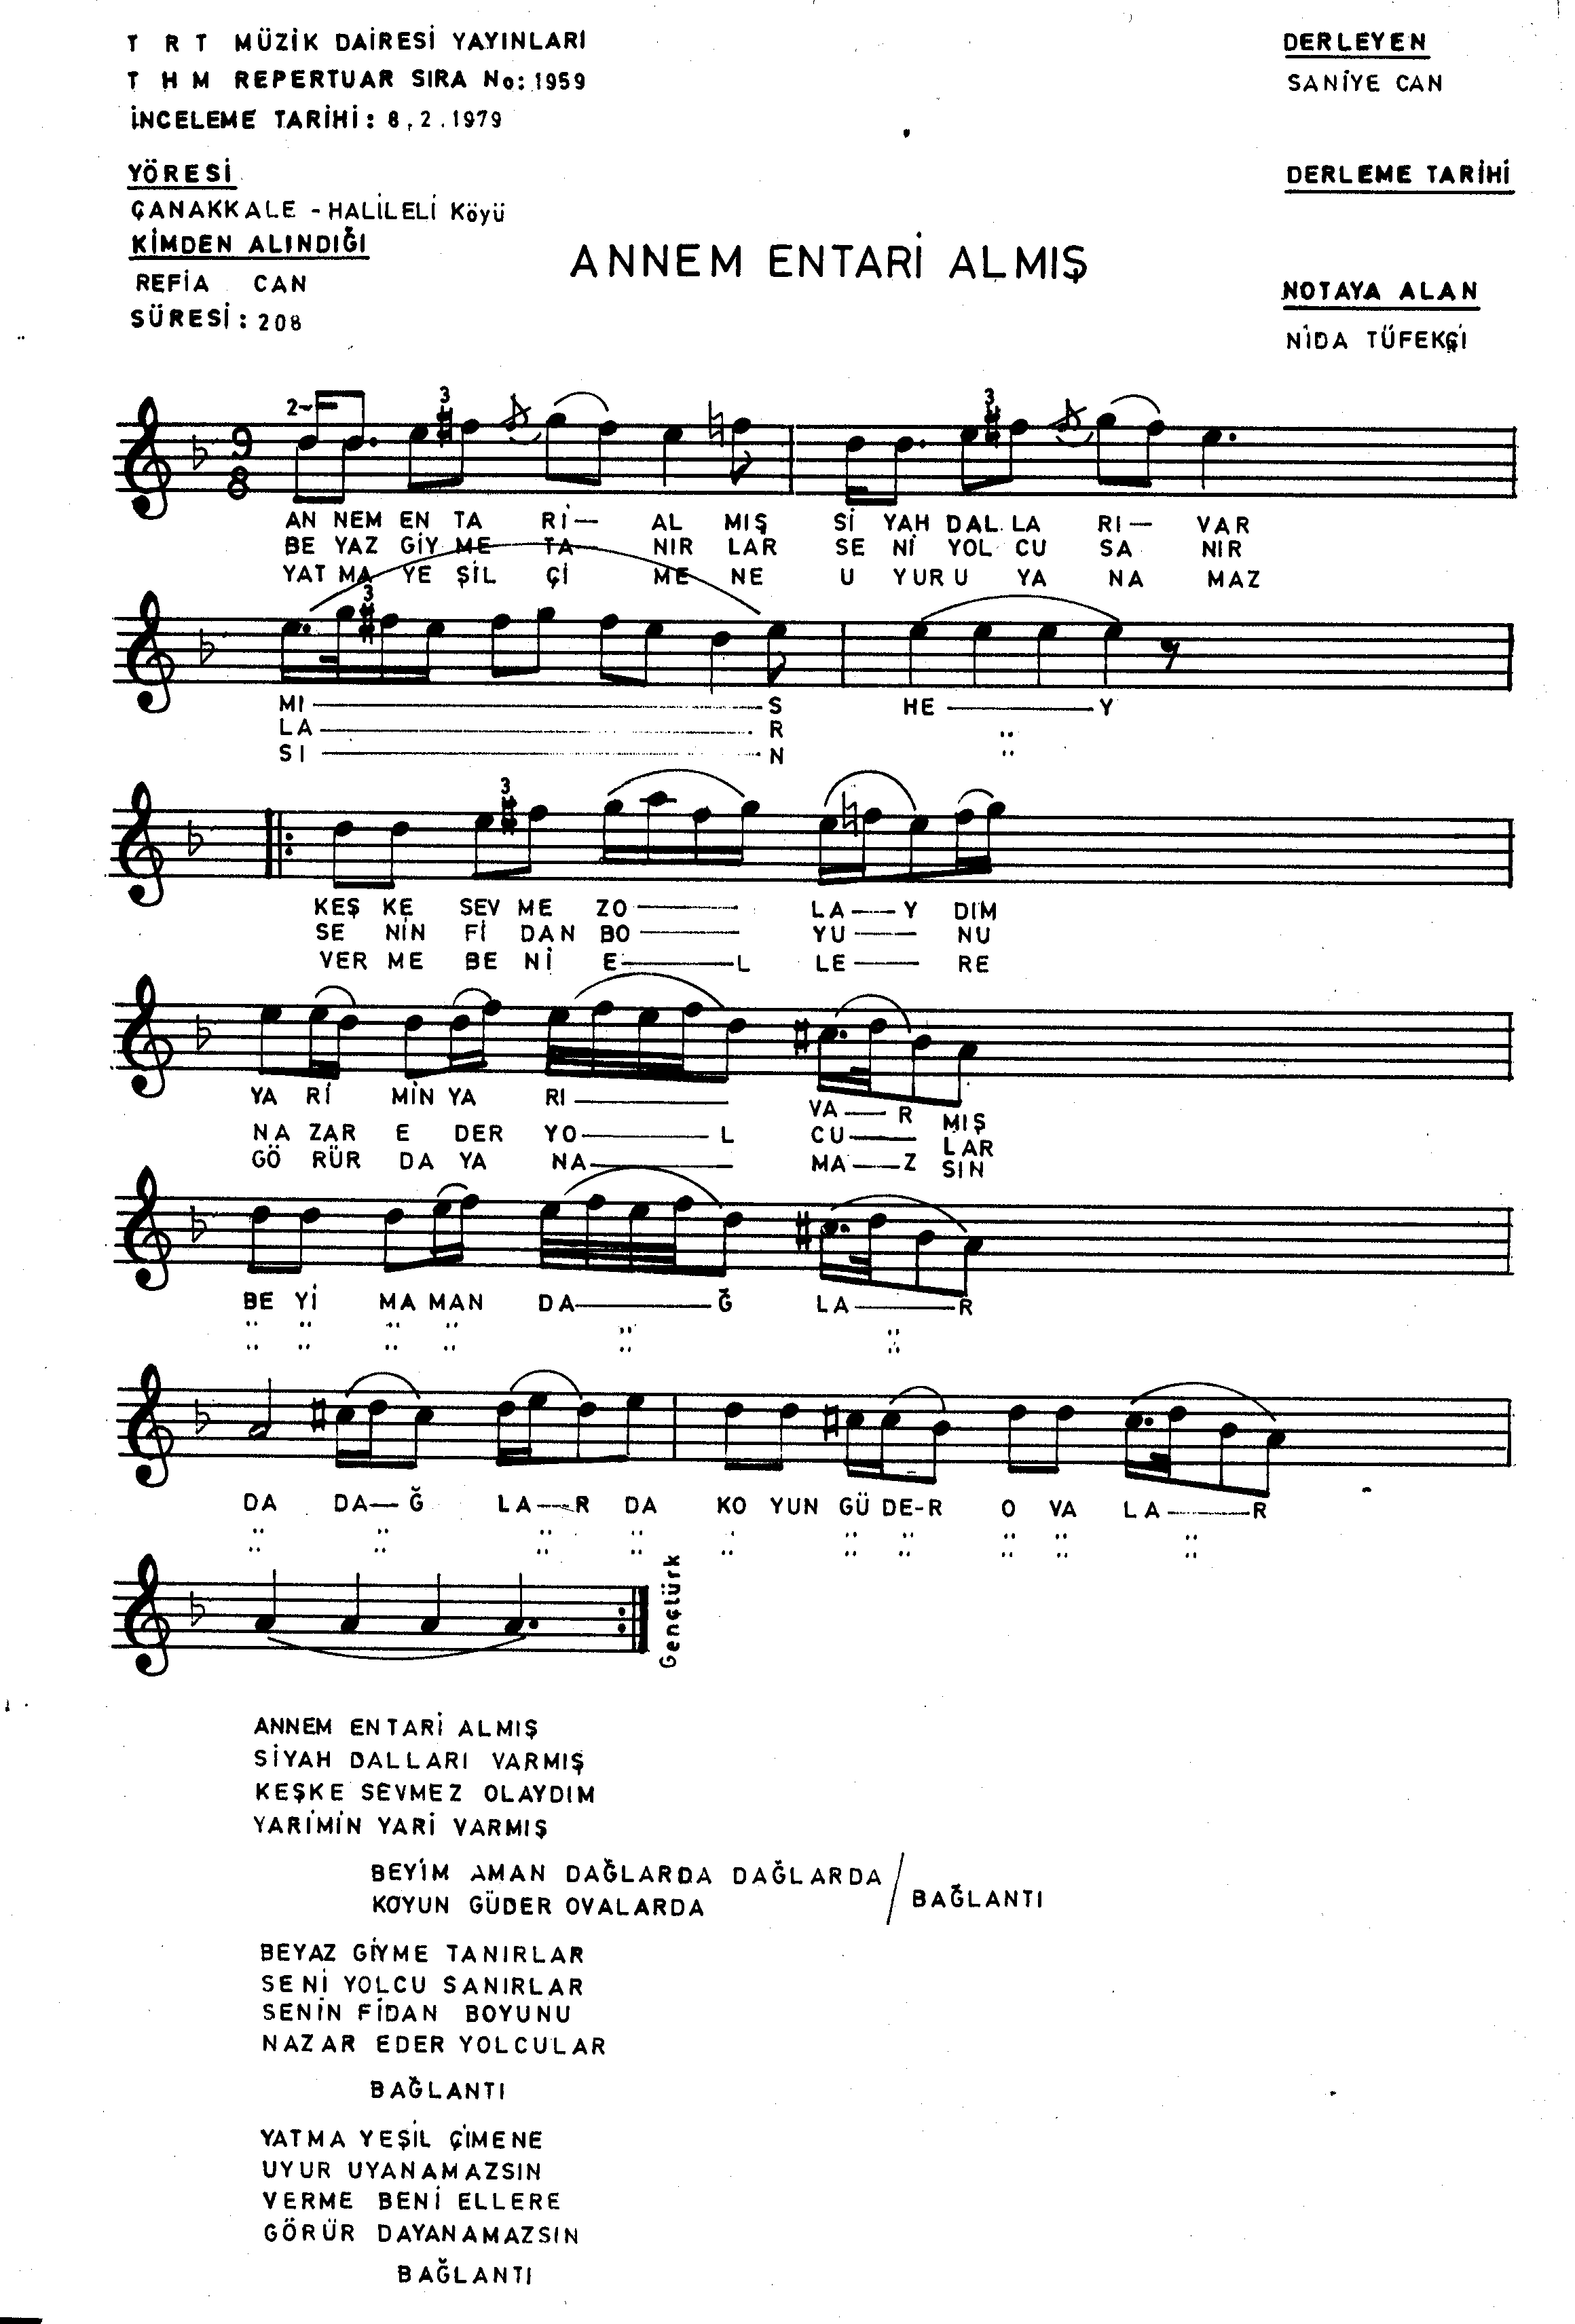 T R T MÜZİK DAİRESİ YAYINLARI
T H M REPERTUAR SIRA No: 1959
İNCELEME TARİHİ: 8.2.1979
DERLEYEN
SANİYE CAN
YÖRESİ
ÇANAKKALE - HALİLELİ Köyü
KİMDEN ALINDIĞI
REFİA CAN
SÜRESİ: 208
DERLEME TARİHİ
ANNEM ENTARİ ALMIŞ
NOTAYA ALAN
NİDA TÜFEKÇİ
2~ 3 3
9
8
AN NEM EN TA Rİ— AL MIŞ Sİ YAH DAL LA RI— VAR
BE YAZ GİY ME TA NIR LAR SE Nİ YOL CU SA NIR
YAT MA YE ŞİL Çİ ME NE U YUR U YA NA MAZ
3
MI — S HE — Y
LA — R "
SI — N "
3
KEŞ KE SEV ME ZO — LA — Y DIM
SE NİN Fİ DAN BO — YU — NU
VER ME BE Nİ E — L LE — RE
YA Rİ MİN YA RI — VA — R MIŞ
NA ZAR E DER YO — L CU — LAR
GÖ RÜR DA YA NA — MA — Z SIN
BE Yİ MA MAN DA — Ğ LA — R
" " " " " "
" " " " " "
DA DA — Ğ LA — R DA KO YUN GÜ DE-R O VA LA — R
" " " " " " " " " "
" " " " " " " " " "
Gençtürk
ANNEM ENTARİ ALMIŞ
SİYAH DALLARI VARMIŞ
KEŞKE SEVMEZ OLAYDIM
YARİMİN YARİ VARMIŞ
BEYİM AMAN DAĞLARDA DAĞLARDA
KOYUN GÜDER OVALARDA / BAĞLANTI
BEYAZ GİYME TANIRLAR
SENİ YOLCU SANIRLAR
SENİN FİDAN BOYUNU
NAZAR EDER YOLCULAR
BAĞLANTI
YATMA YEŞİL ÇİMENE
UYUR UYANAMAZSIN
VERME BENİ ELLERE
GÖRÜR DAYANAMAZSIN
BAĞLANTI